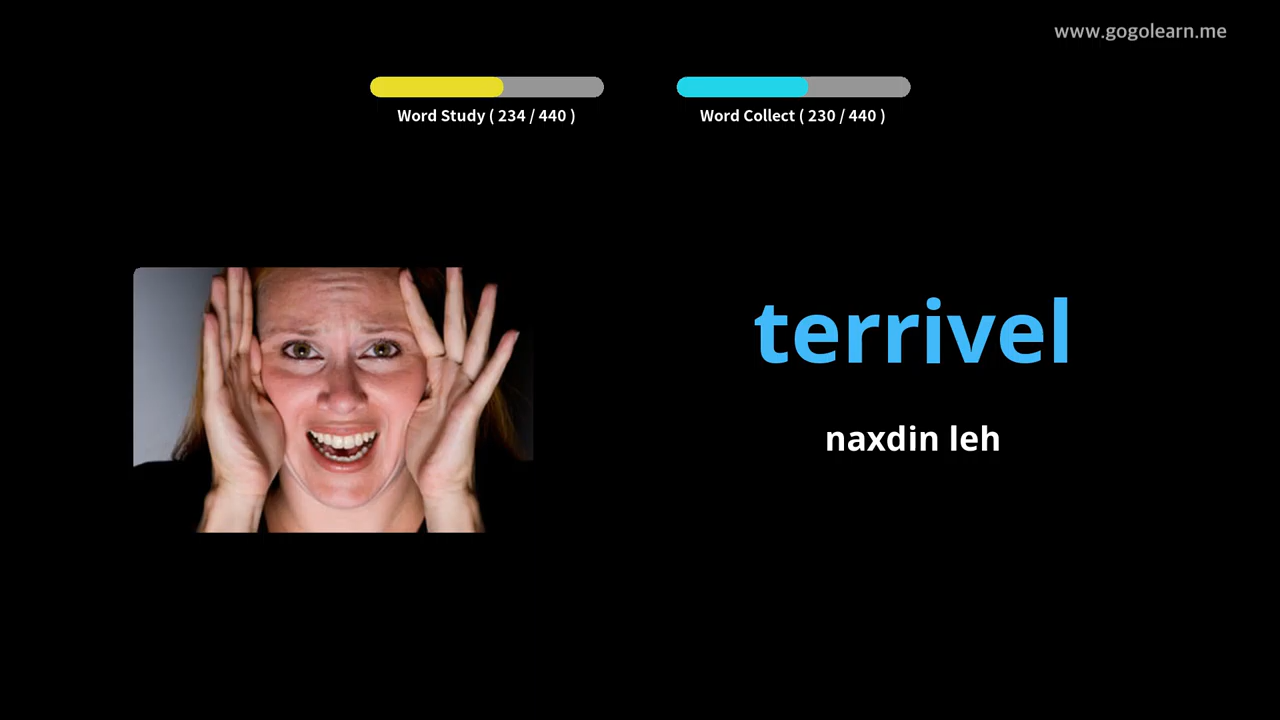 www.gogolearn.me
Word Study ( 234 / 440 )
Word Collect ( 230 / 440 )
terrivel
naxdin leh